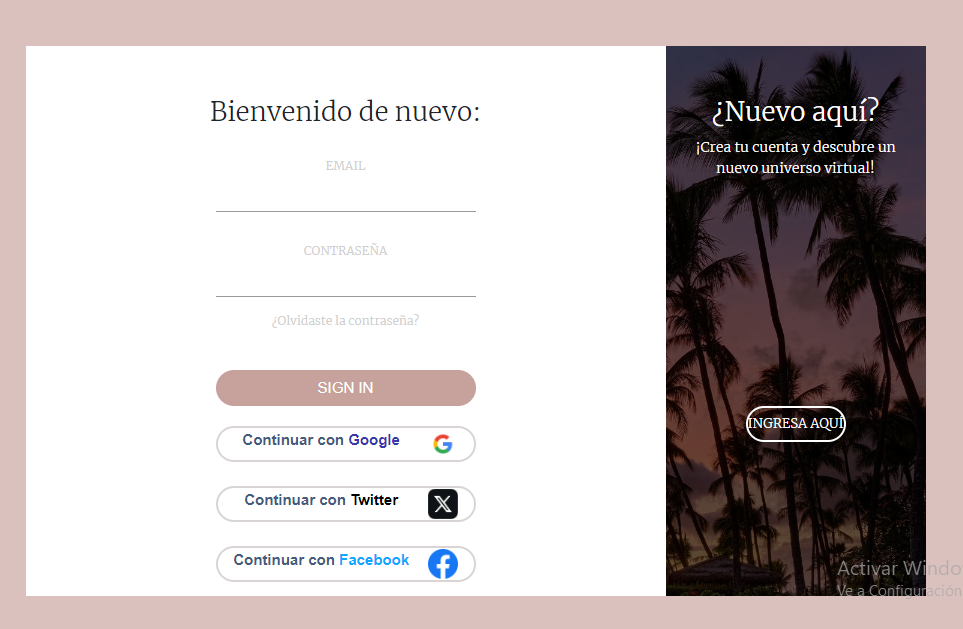 Bienvenido de nuevo:
EMAIL
CONTRASEÑA
¿Olvidaste la contraseña?
SIGN IN
Continuar con Google
Continuar con Twitter
Continuar con Facebook
¿Nuevo aquí?
¡Crea tu cuenta y descubre un
nuevo universo virtual!
INGRESA AQUÍ
Activar Windo
Ve a Configuración